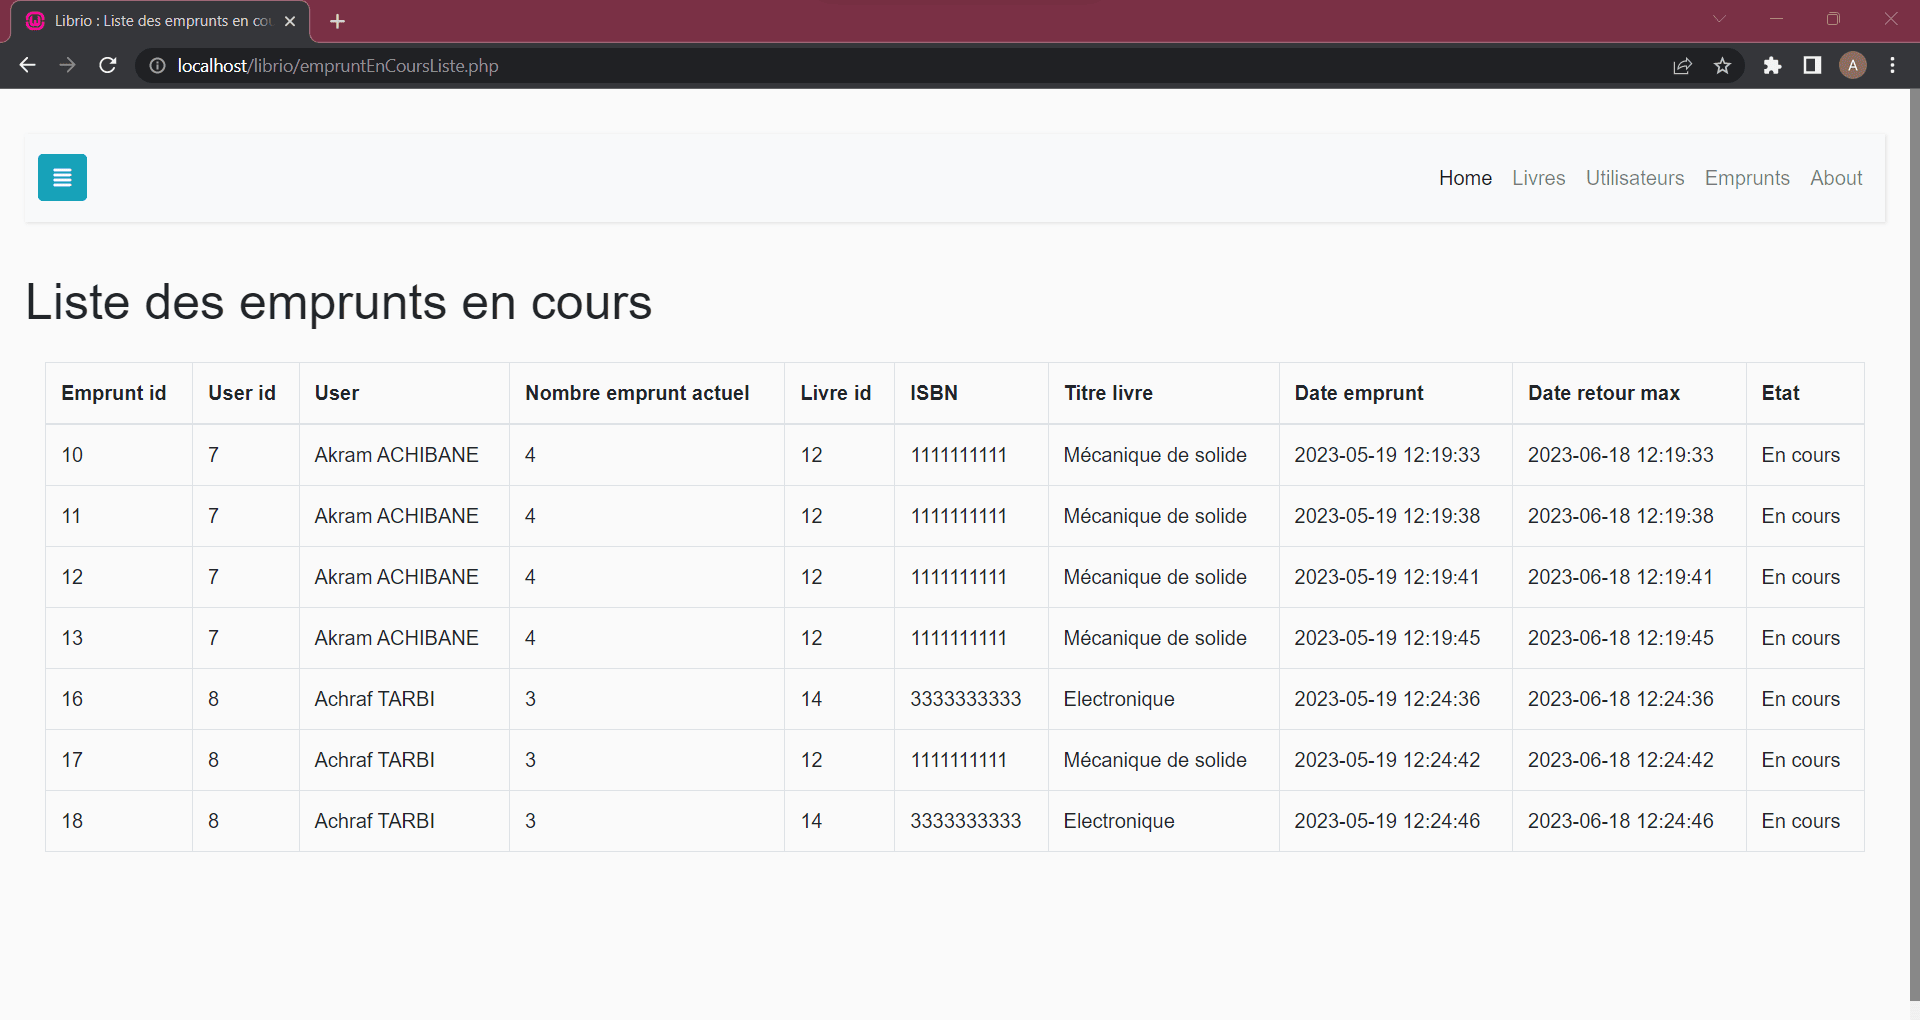 Librio : Liste des emprunts en cou
localhost/librio/empruntEnCoursListe.php
A
Home Livres Utilisateurs Emprunts About
Liste des emprunts en cours
Emprunt id User id User Nombre emprunt actuel Livre id ISBN Titre livre Date emprunt Date retour max Etat
10 7 Akram ACHIBANE 4 12 1111111111 Mécanique de solide 2023-05-19 12:19:33 2023-06-18 12:19:33 En cours
11 7 Akram ACHIBANE 4 12 1111111111 Mécanique de solide 2023-05-19 12:19:38 2023-06-18 12:19:38 En cours
12 7 Akram ACHIBANE 4 12 1111111111 Mécanique de solide 2023-05-19 12:19:41 2023-06-18 12:19:41 En cours
13 7 Akram ACHIBANE 4 12 1111111111 Mécanique de solide 2023-05-19 12:19:45 2023-06-18 12:19:45 En cours
16 8 Achraf TARBI 3 14 3333333333 Electronique 2023-05-19 12:24:36 2023-06-18 12:24:36 En cours
17 8 Achraf TARBI 3 12 1111111111 Mécanique de solide 2023-05-19 12:24:42 2023-06-18 12:24:42 En cours
18 8 Achraf TARBI 3 14 3333333333 Electronique 2023-05-19 12:24:46 2023-06-18 12:24:46 En cours